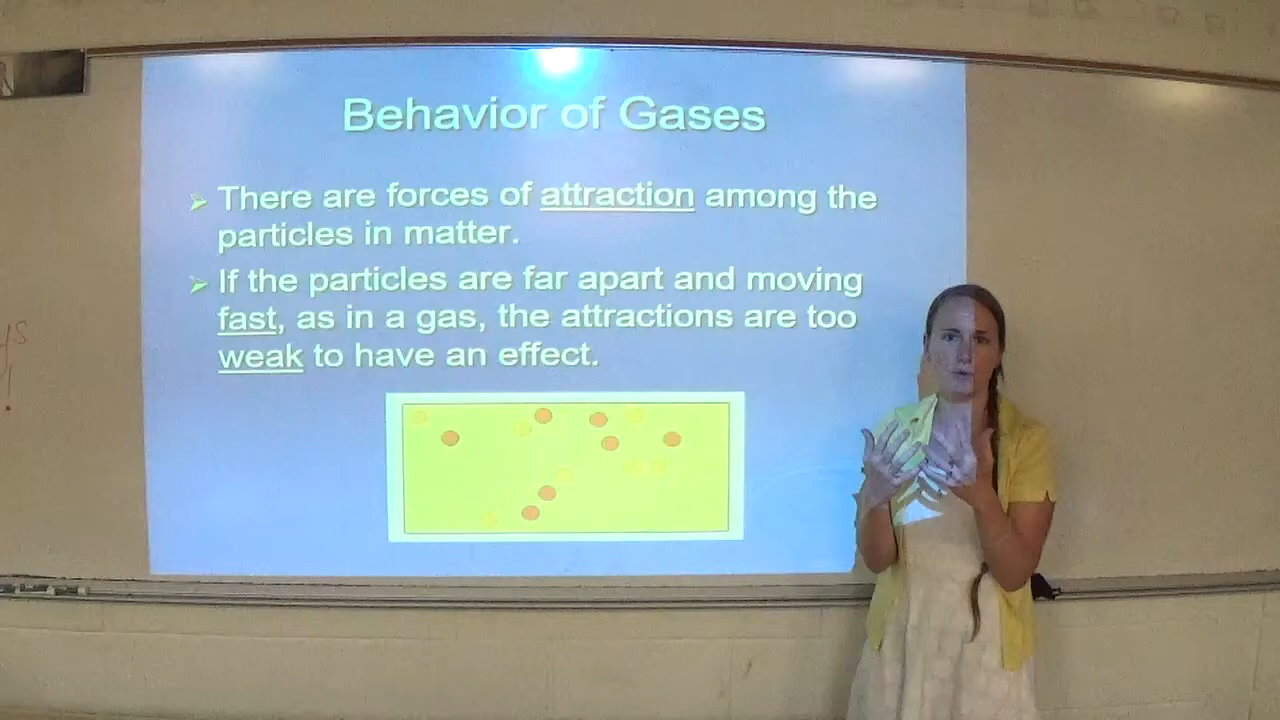 Behavior of Gases
There are forces of attraction among the
particles in matter.
If the particles are far apart and moving
fast, as in a gas, the attractions are too
weak to have an effect.